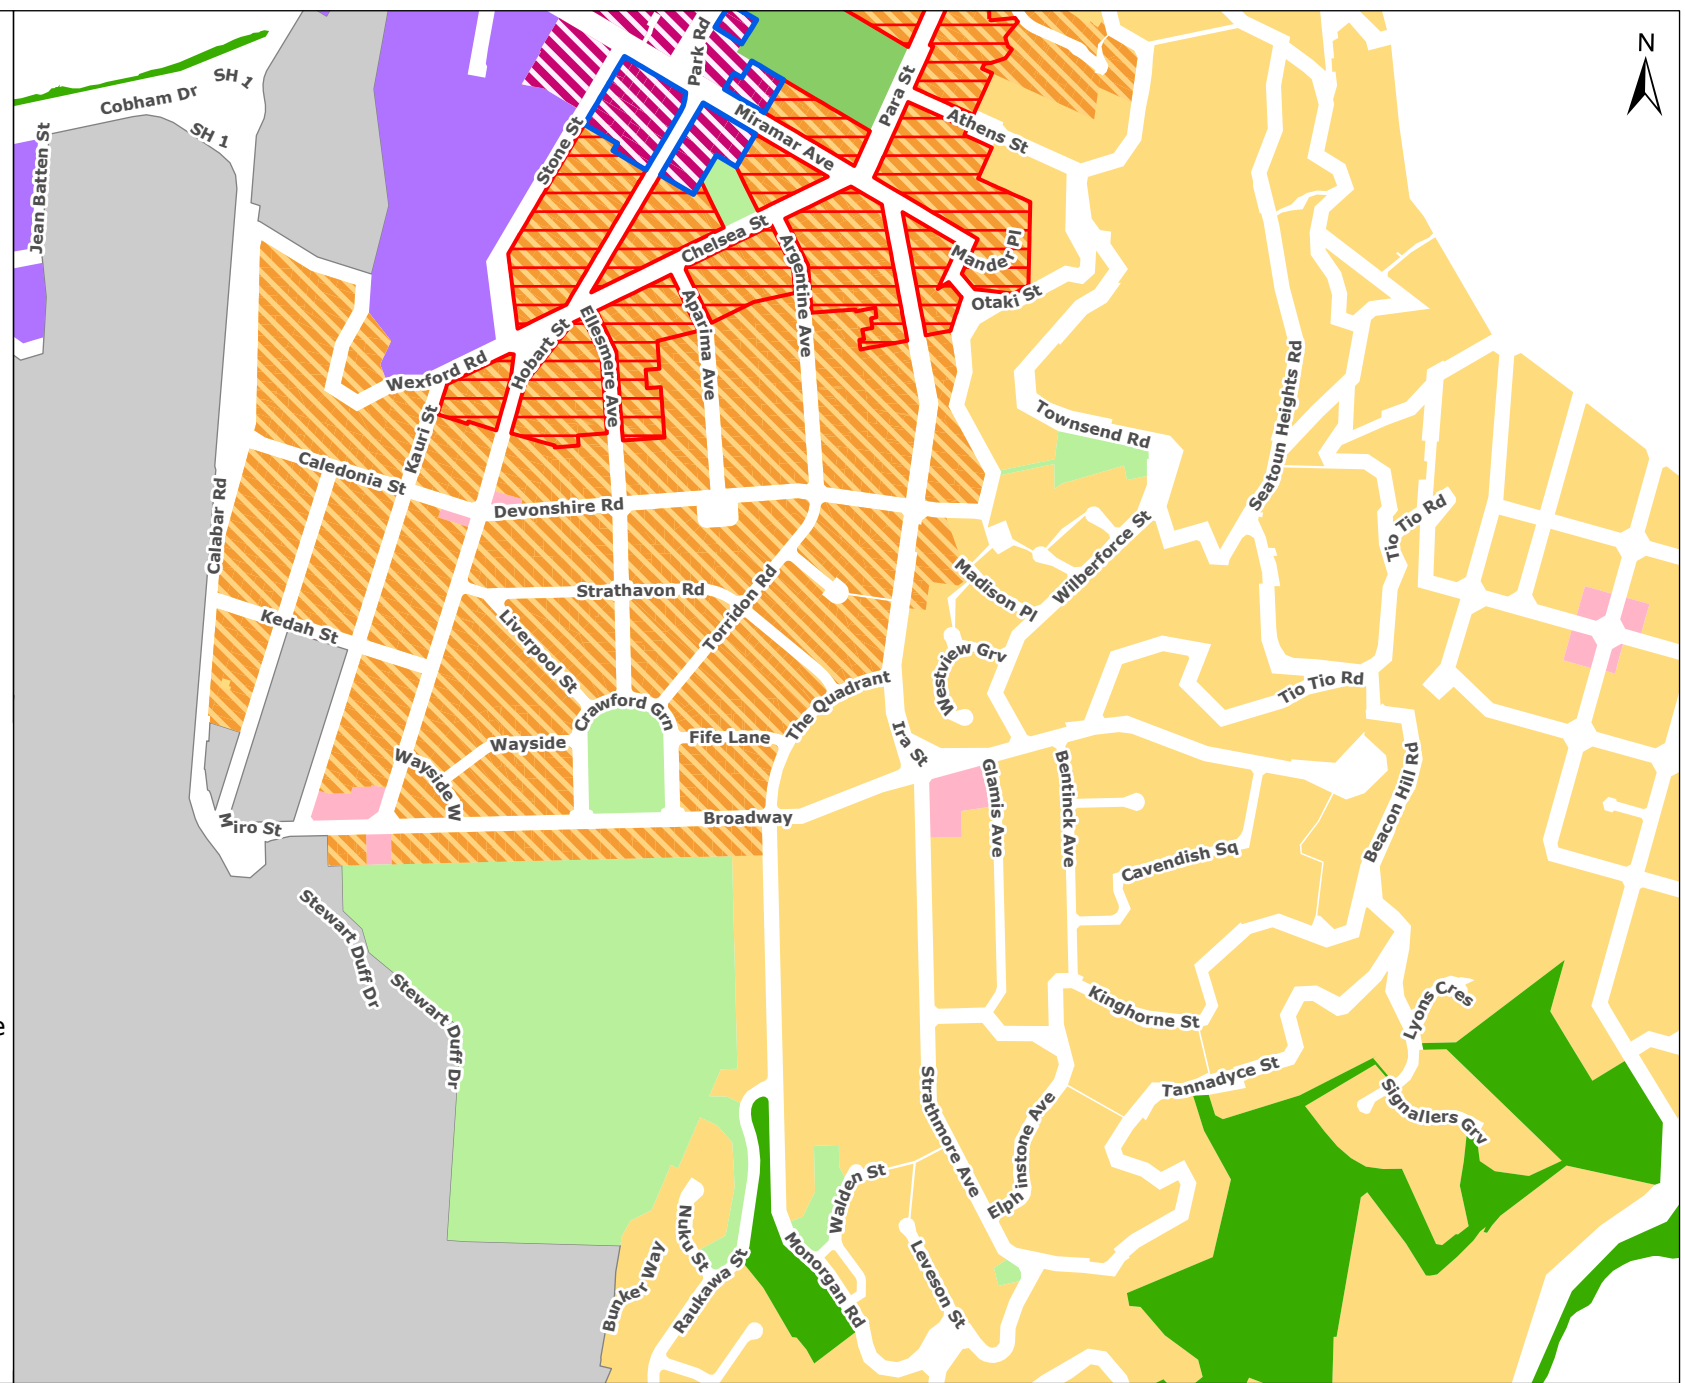 N
SH 1
Cobham Dr
SH 1
Jean Batten St
Park Rd
Para St
Athens St
Miramar Ave
Stone St
Chelsea St
Mander Pl
Argentine Ave
Otaki St
Aparima Ave
Ellesmere Ave
Hobart St
Wexford Rd
Kauri St
Townsend Rd
Seatoun Heights Rd
Caledonia St
Calabar Rd
Devonshire Rd
Tio Tio Rd
Wilberforce St
Madison Pl
Strathavon Rd
Torridon Rd
Kedah St
Liverpool St
Westview Grv
Tio Tio Rd
The Quadrant
Crawford Grn
Fife Lane
Wayside
Wayside W
Ira St
Glamis Ave
Bentinck Ave
Beacon Hill Rd
Miro St
Broadway
Cavendish Sq
Stewart Duff Dr
Stewart Duff Dr
Kinghorne St
Lyons Cres
Tannadyce St
Signallers Grv
Strathmore Ave
Elph
instone Ave
Walden St
Nuku St
Bunker Way
Raukawa St
Monorgan Rd
Leveson St